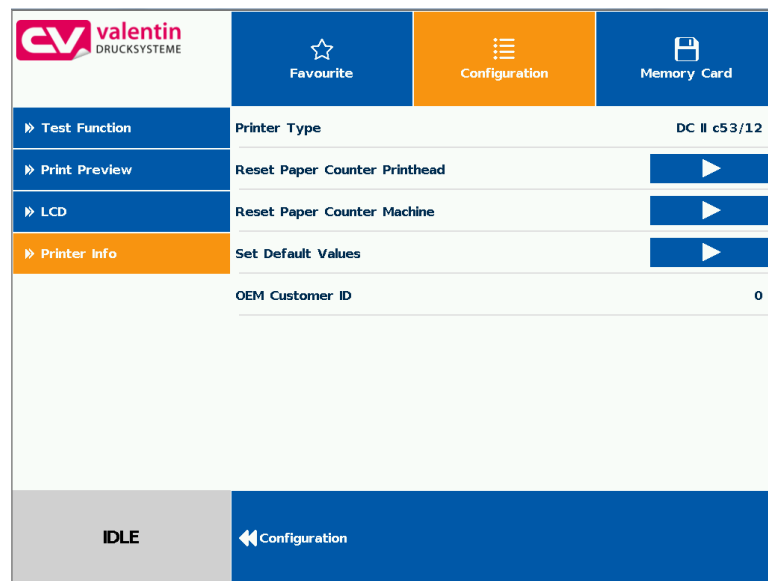 CV valentin
DRUCKSYSTEME
Favourite
Configuration
Memory Card
Test Function
Print Preview
LCD
Printer Info
Printer Type DC II c53/12
Reset Paper Counter Printhead
Reset Paper Counter Machine
Set Default Values
OEM Customer ID 0
IDLE
Configuration